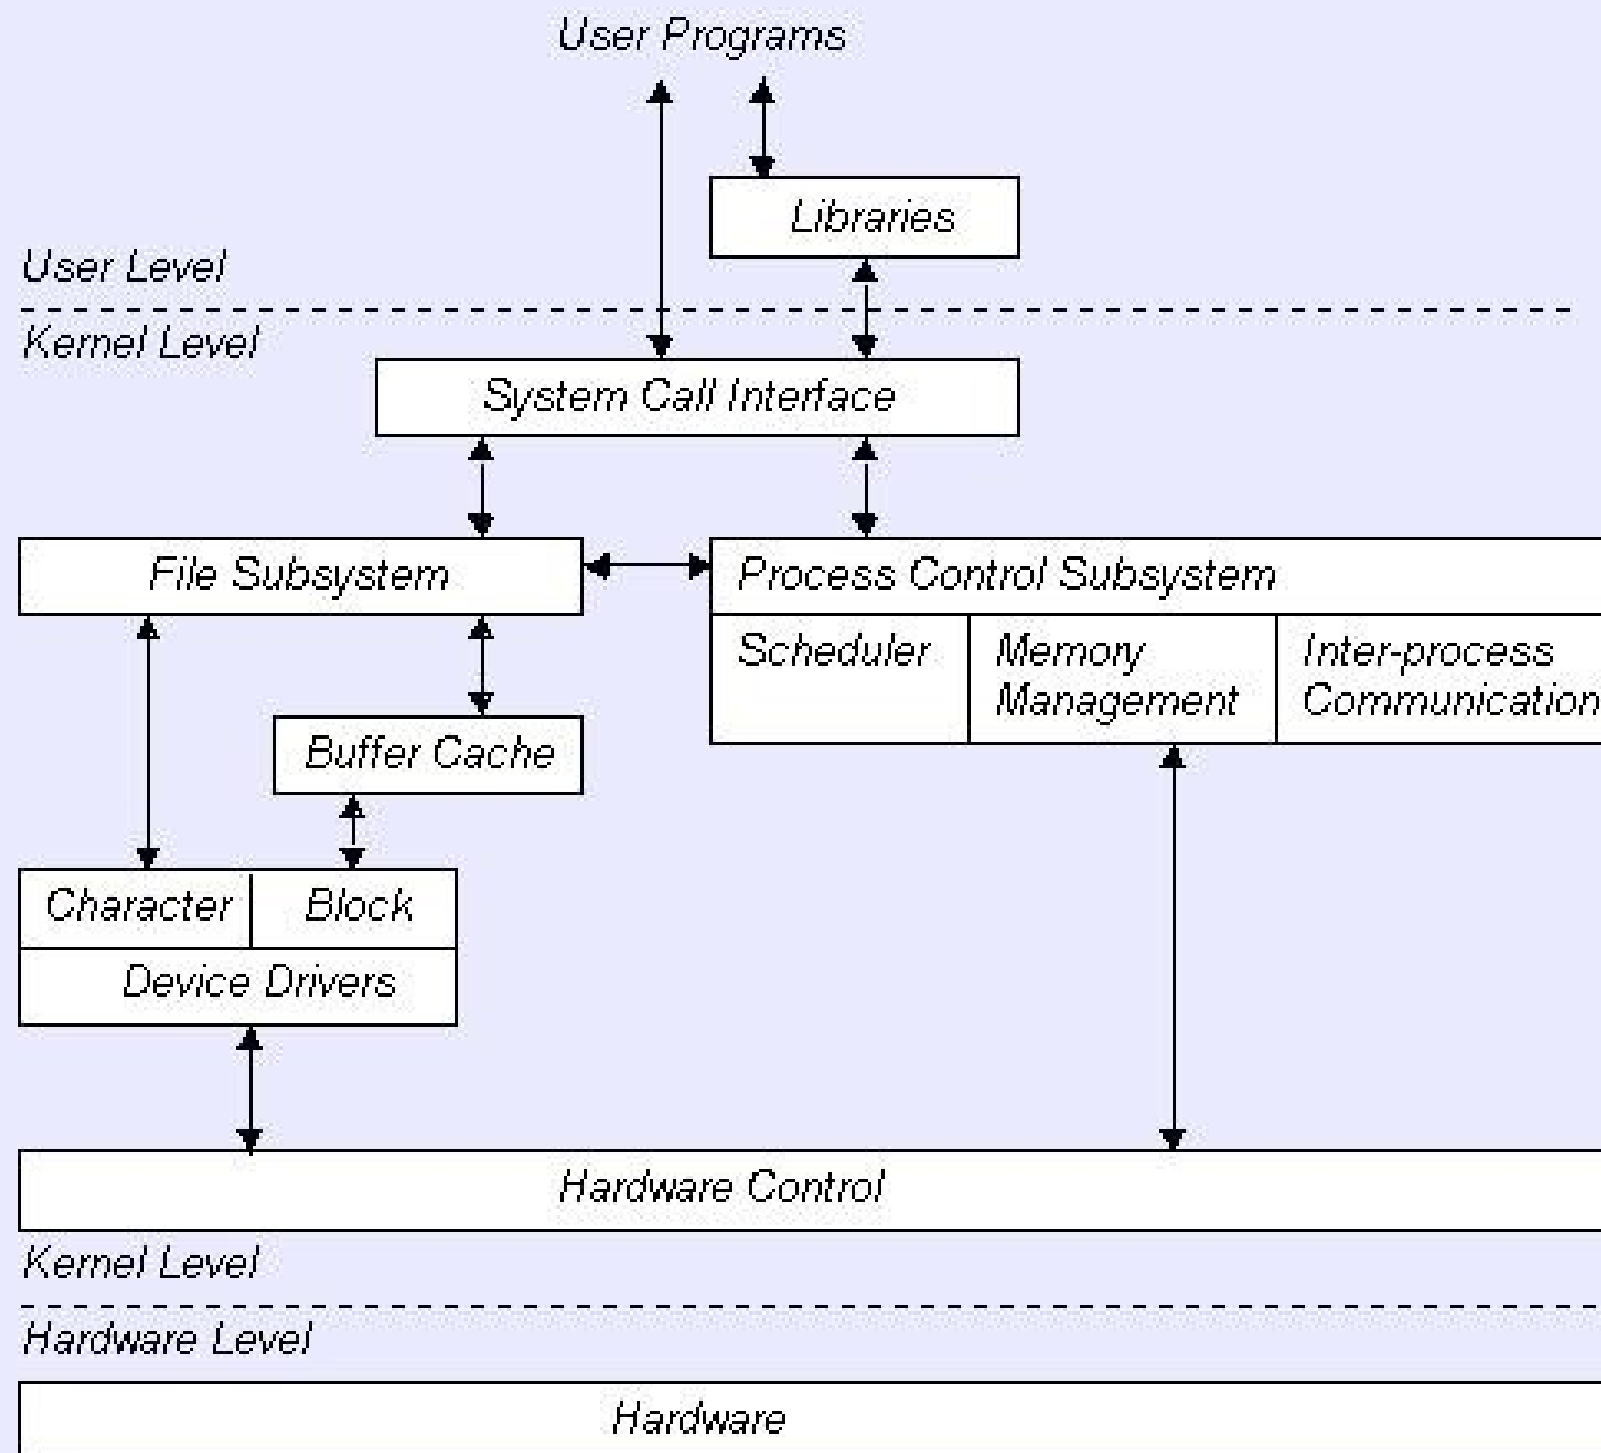 User Programs
Libraries
User Level
Kernel Level
System Call Interface
File Subsystem
Process Control Subsystem
Scheduler
Memory
Management
Inter-process
Communication
Buffer Cache
Character
Block
Device Drivers
Hardware Control
Kernel Level
Hardware Level
Hardware